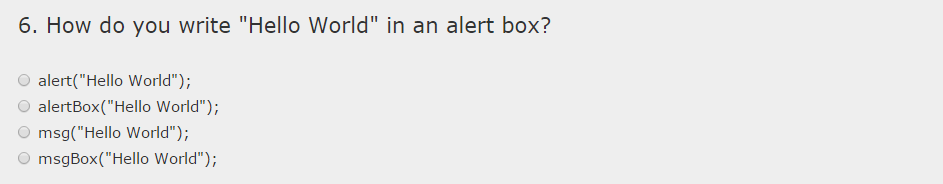 6. How do you write "Hello World" in an alert box?
alert("Hello World");
alertBox("Hello World");
msg("Hello World");
msgBox("Hello World");